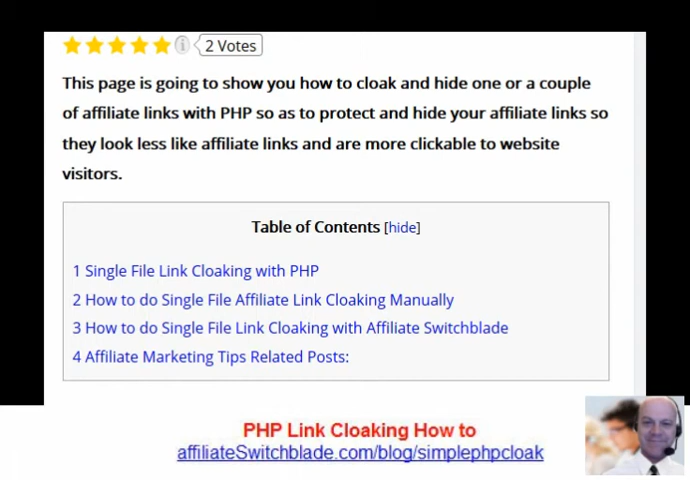 2 Votes
This page is going to show you how to cloak and hide one or a couple
of affiliate links with PHP so as to protect and hide your affiliate links so
they look less like affiliate links and are more clickable to website
visitors.
Table of Contents [hide]
1 Single File Link Cloaking with PHP
2 How to do Single File Affiliate Link Cloaking Manually
3 How to do Single File Link Cloaking with Affiliate Switchblade
4 Affiliate Marketing Tips Related Posts:
PHP Link Cloaking How to
affiliateSwitchblade.com/blog/simplephpcloak